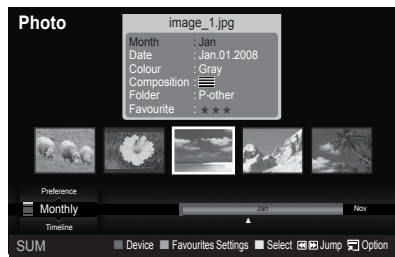 Photo
image_1.jpg
Month : Jan
Date : Jan.01.2008
Colour : Gray
Composition :
Folder : P-other
Favourite : ★★★
Preference
Monthly
Jan
Nov
Timeline
SUM
Device
Favourites Settings
Select
Jump
Option